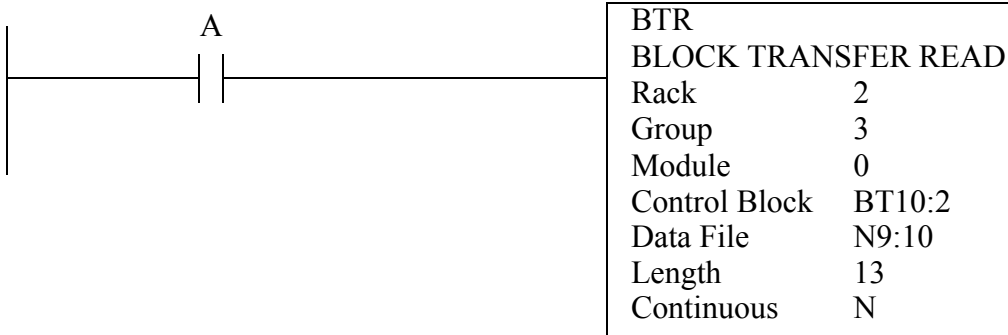 A
BTR
BLOCK TRANSFER READ
Rack 2
Group 3
Module 0
Control Block BT10:2
Data File N9:10
Length 13
Continuous N